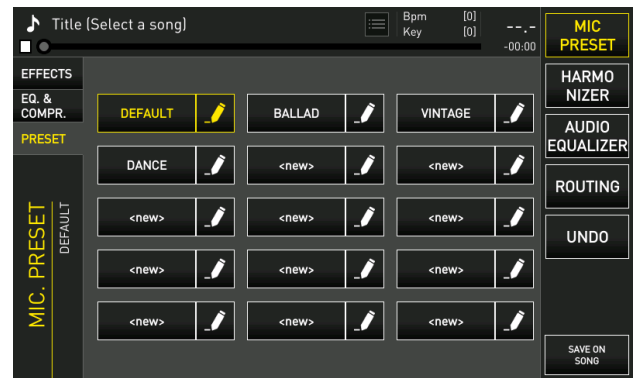 Title (Select a song)
Bpm [0]
Key [0]
--.-
-00:00
MIC
PRESET
EFFECTS
EQ. &
COMPR.
PRESET
MIC. PRESET
DEFAULT
DEFAULT
BALLAD
VINTAGE
DANCE
<new>
<new>
<new>
<new>
<new>
<new>
<new>
<new>
<new>
<new>
<new>
HARMO
NIZER
AUDIO
EQUALIZER
ROUTING
UNDO
SAVE ON
SONG